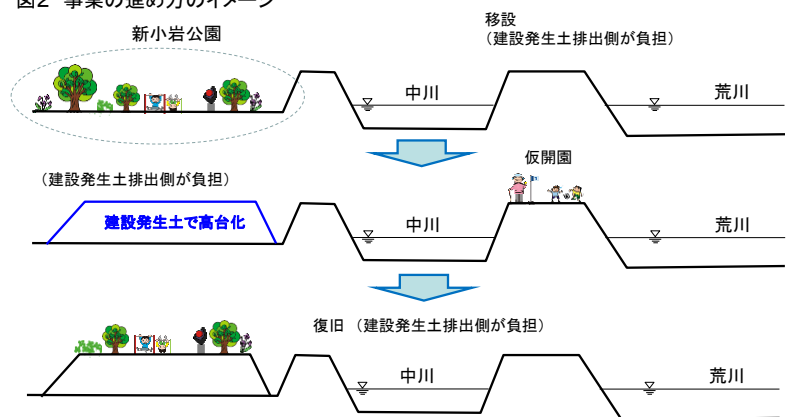 図2 事業の進め方のイメージ
新小岩公園
移設
（建設発生土排出側が負担）
中川
荒川
仮開園
（建設発生土排出側が負担）
建設発生土で高台化
中川
荒川
復旧 （建設発生土排出側が負担）
中川
荒川